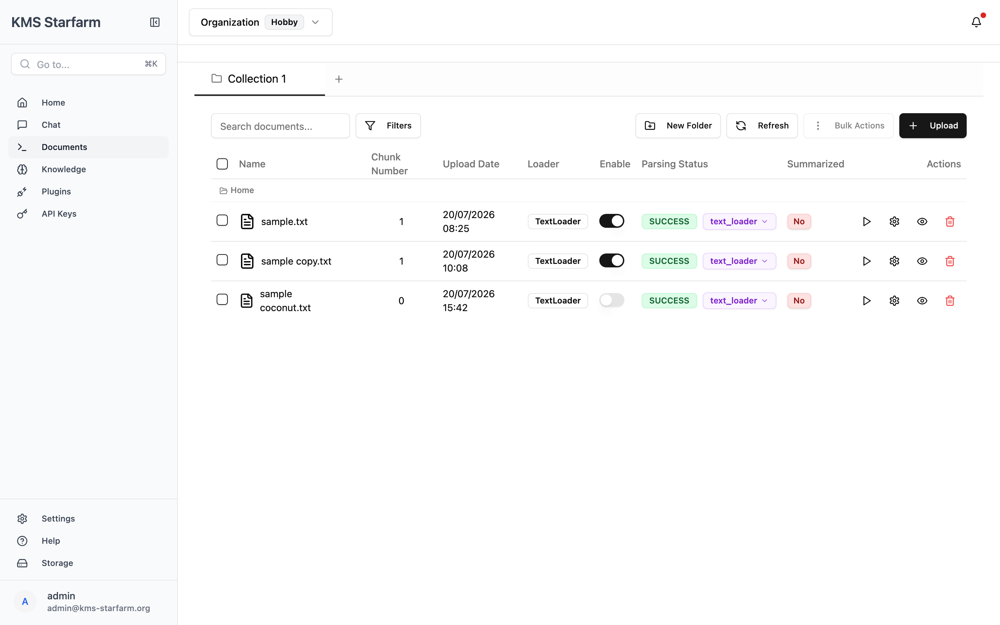 KMS Starfarm
Organization Hobby
Go to... ⌘K
Home
Chat
Documents
Knowledge
Plugins
API Keys
Collection 1
Search documents... Filters New Folder Refresh Bulk Actions Upload
Name Chunk Number Upload Date Loader Enable Parsing Status Summarized Actions
Home
sample.txt 1 20/07/2026 08:25 TextLoader SUCCESS text_loader No
sample copy.txt 1 20/07/2026 10:08 TextLoader SUCCESS text_loader No
sample coconut.txt 0 20/07/2026 15:42 TextLoader SUCCESS text_loader No
Settings
Help
Storage
A
admin
admin@kms-starfarm.org